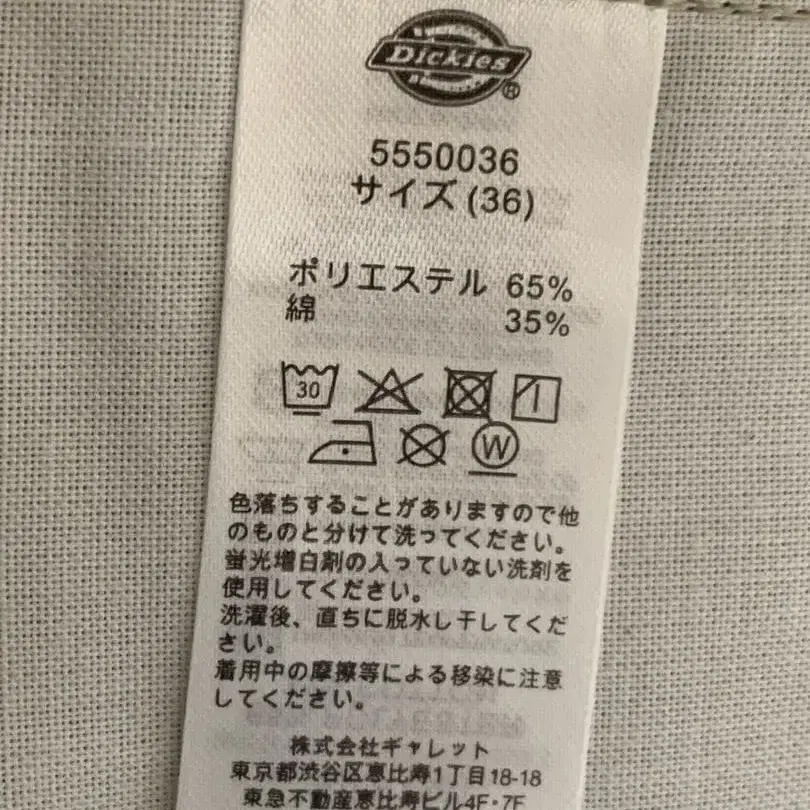 Dickies®
5550036
サイズ(36)
ポリエステル 65%
綿 35%
30
W
色落ちすることがありますので他
のものと分けて洗ってください。
蛍光増白剤の入っていない洗剤を
使用してください。
洗濯後、直ちに脱水し干してくだ
さい。
着用中の摩擦等による移染に注意
してください。
株式会社ギャレット
東京都渋谷区恵比寿1丁目18-18
東急不動産恵比寿ビル4F・7F